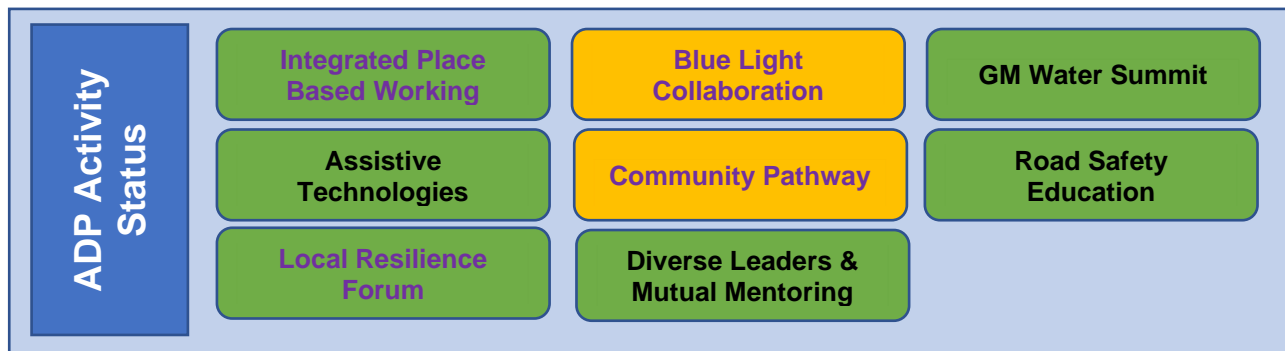 ADP Activity
Status
Integrated Place
Based Working
Blue Light
Collaboration
GM Water Summit
Assistive
Technologies
Community Pathway
Road Safety
Education
Local Resilience
Forum
Diverse Leaders &
Mutual Mentoring